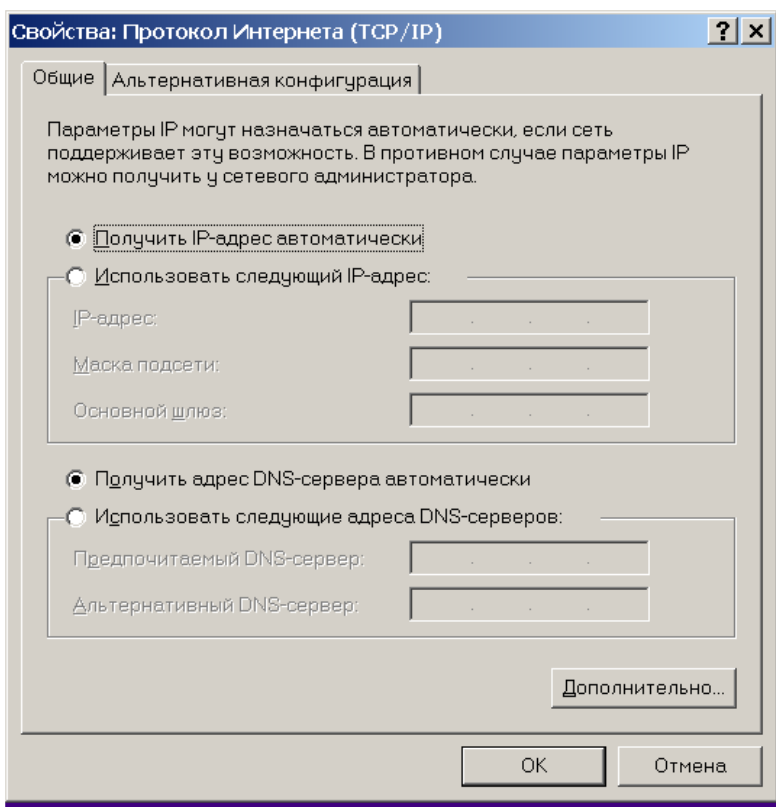 Свойства: Протокол Интернета (TCP/IP)
Общие
Альтернативная конфигурация
Параметры IP могут назначаться автоматически, если сеть
поддерживает эту возможность. В противном случае параметры IP
можно получить у сетевого администратора.
Получить IP-адрес автоматически
Использовать следующий IP-адрес:
IP-адрес:
Маска подсети:
Основной шлюз:
Получить адрес DNS-сервера автоматически
Использовать следующие адреса DNS-серверов:
Предпочитаемый DNS-сервер:
Альтернативный DNS-сервер:
Дополнительно...
OK
Отмена